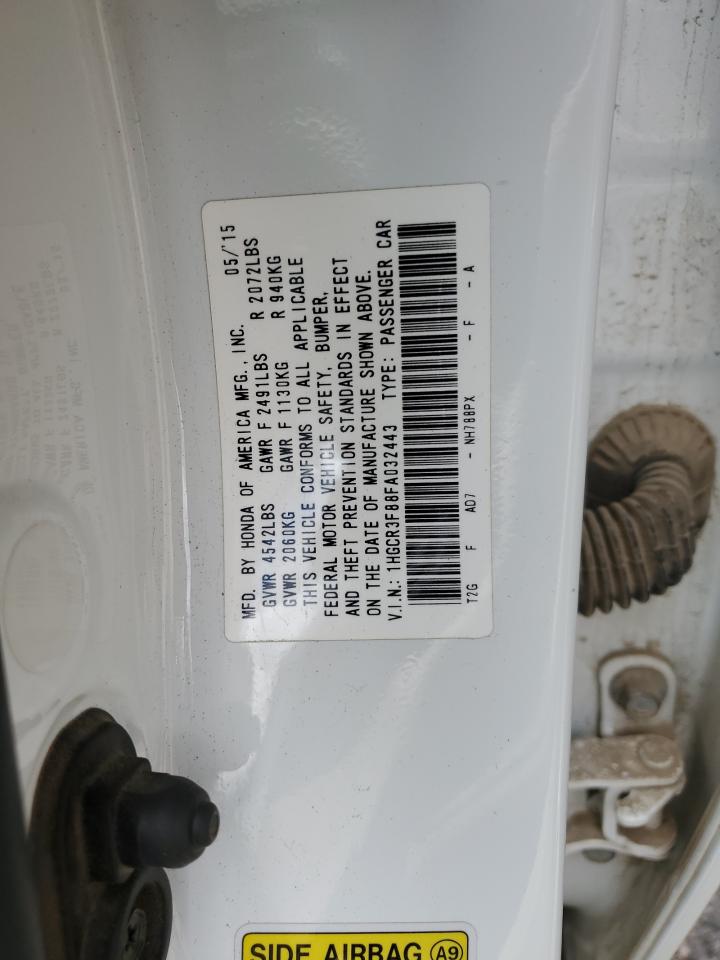 MFD. BY HONDA OF AMERICA MFG., INC. 05/'15
GVWR 4542LBS GAWR F 2491LBS R 2072LBS
GVWR 2060KG GAWR F 1130KG R 940KG
THIS VEHICLE CONFORMS TO ALL APPLICABLE
FEDERAL MOTOR VEHICLE SAFETY, BUMPER,
AND THEFT PREVENTION STANDARDS IN EFFECT
ON THE DATE OF MANUFACTURE SHOWN ABOVE.
V.I.N.: 1HGCR3F88FA032443 TYPE: PASSENGER CAR
T2G F AD7 - NH788PX - F - A
SIDE AIRBAG A9